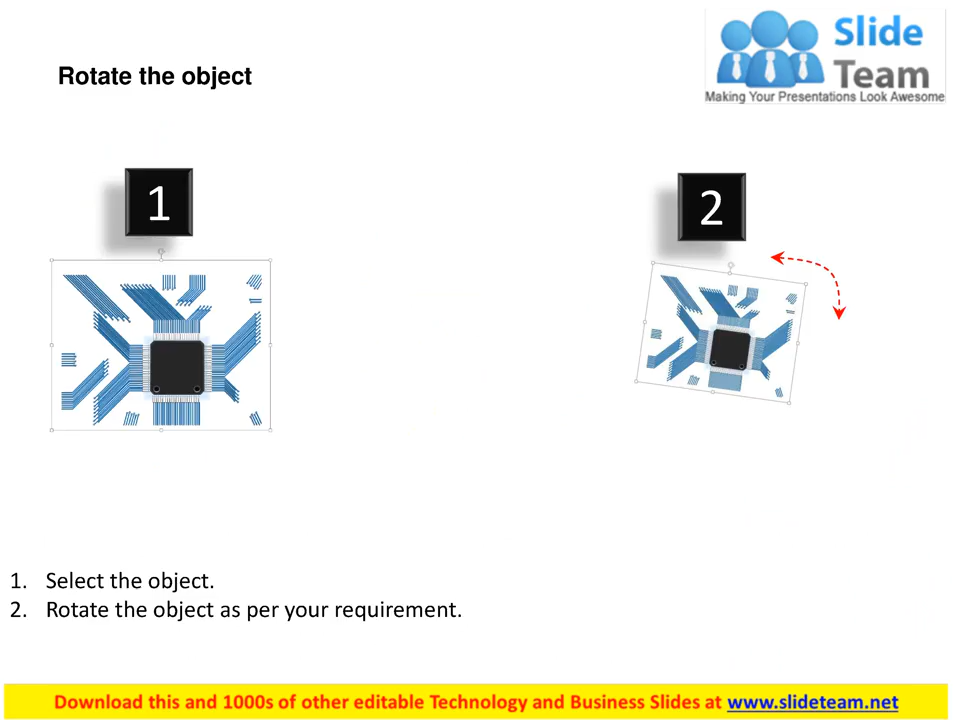 Slide
Team
Making Your Presentations Look Awesome
Rotate the object
1
2
1. Select the object.
2. Rotate the object as per your requirement.
Download this and 1000s of other editable Technology and Business Slides at www.slideteam.net